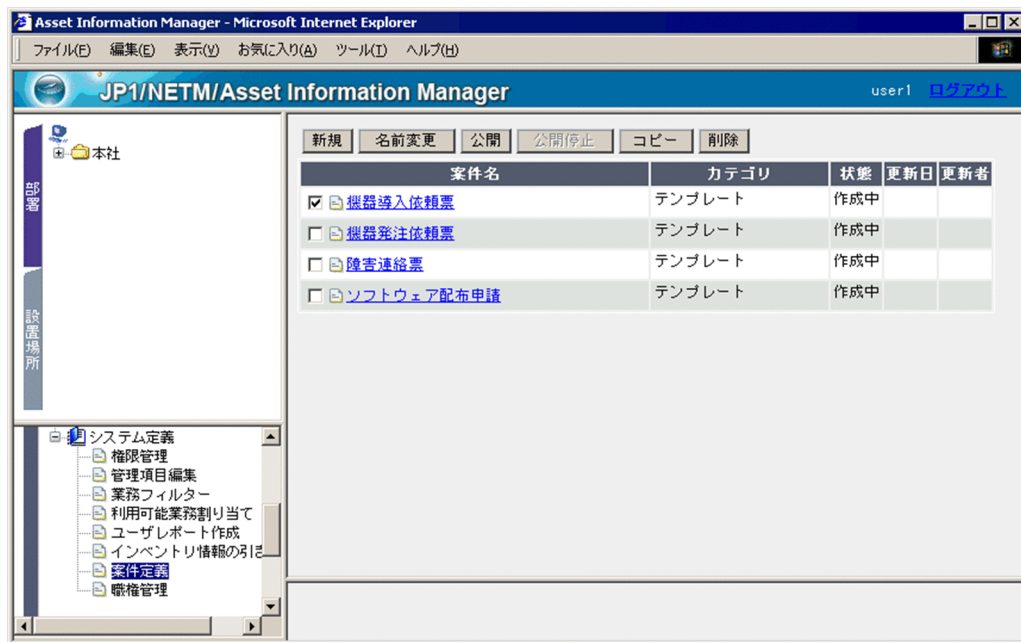 Asset Information Manager - Microsoft Internet Explorer
ファイル(F) 編集(E) 表示(V) お気に入り(A) ツール(T) ヘルプ(H)
JP1/NETM/Asset Information Manager user1 ログアウト
部署
設置場所
本社
新規 名前変更 公開 公開停止 コピー 削除
案件名 カテゴリ 状態 更新日 更新者
機器導入依頼票 テンプレート 作成中
機器発注依頼票 テンプレート 作成中
障害連絡票 テンプレート 作成中
ソフトウェア配布申請 テンプレート 作成中
システム定義
権限管理
管理項目編集
業務フィルター
利用可能業務割り当て
ユーザレポート作成
インベントリ情報の引き
案件定義
職権管理